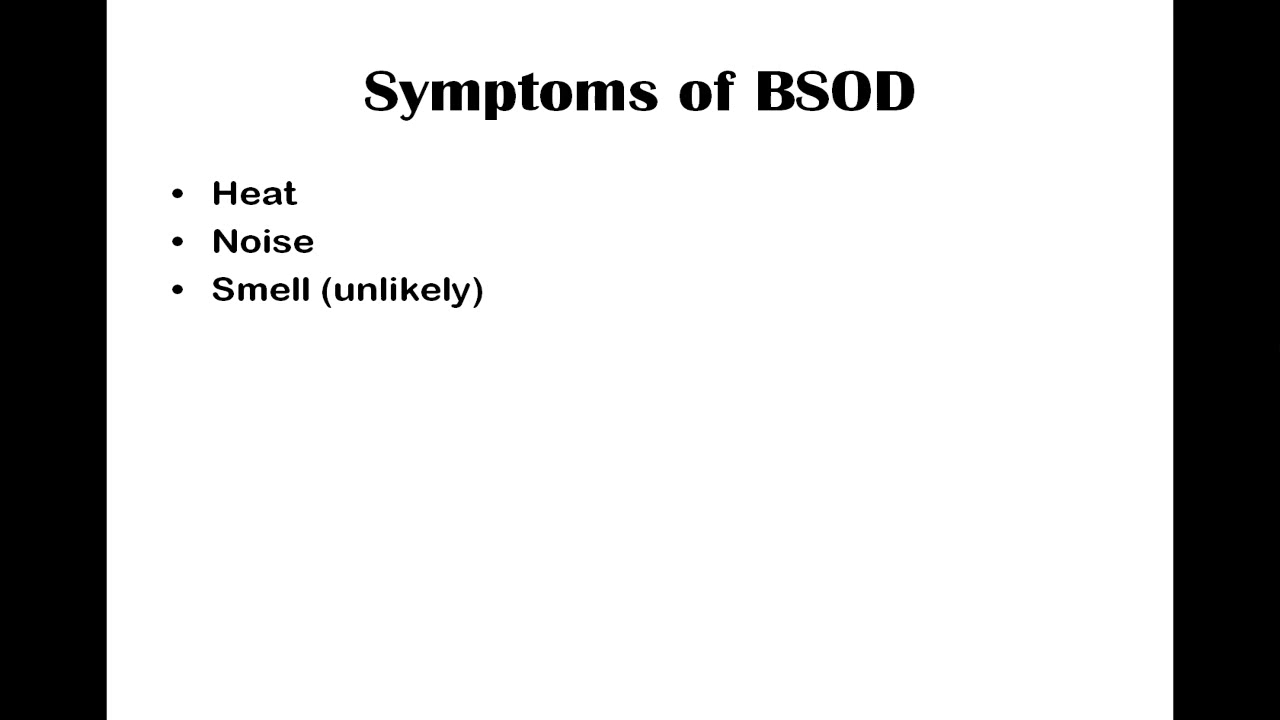 Symptoms of BSOD
• Heat
• Noise
• Smell (unlikely)